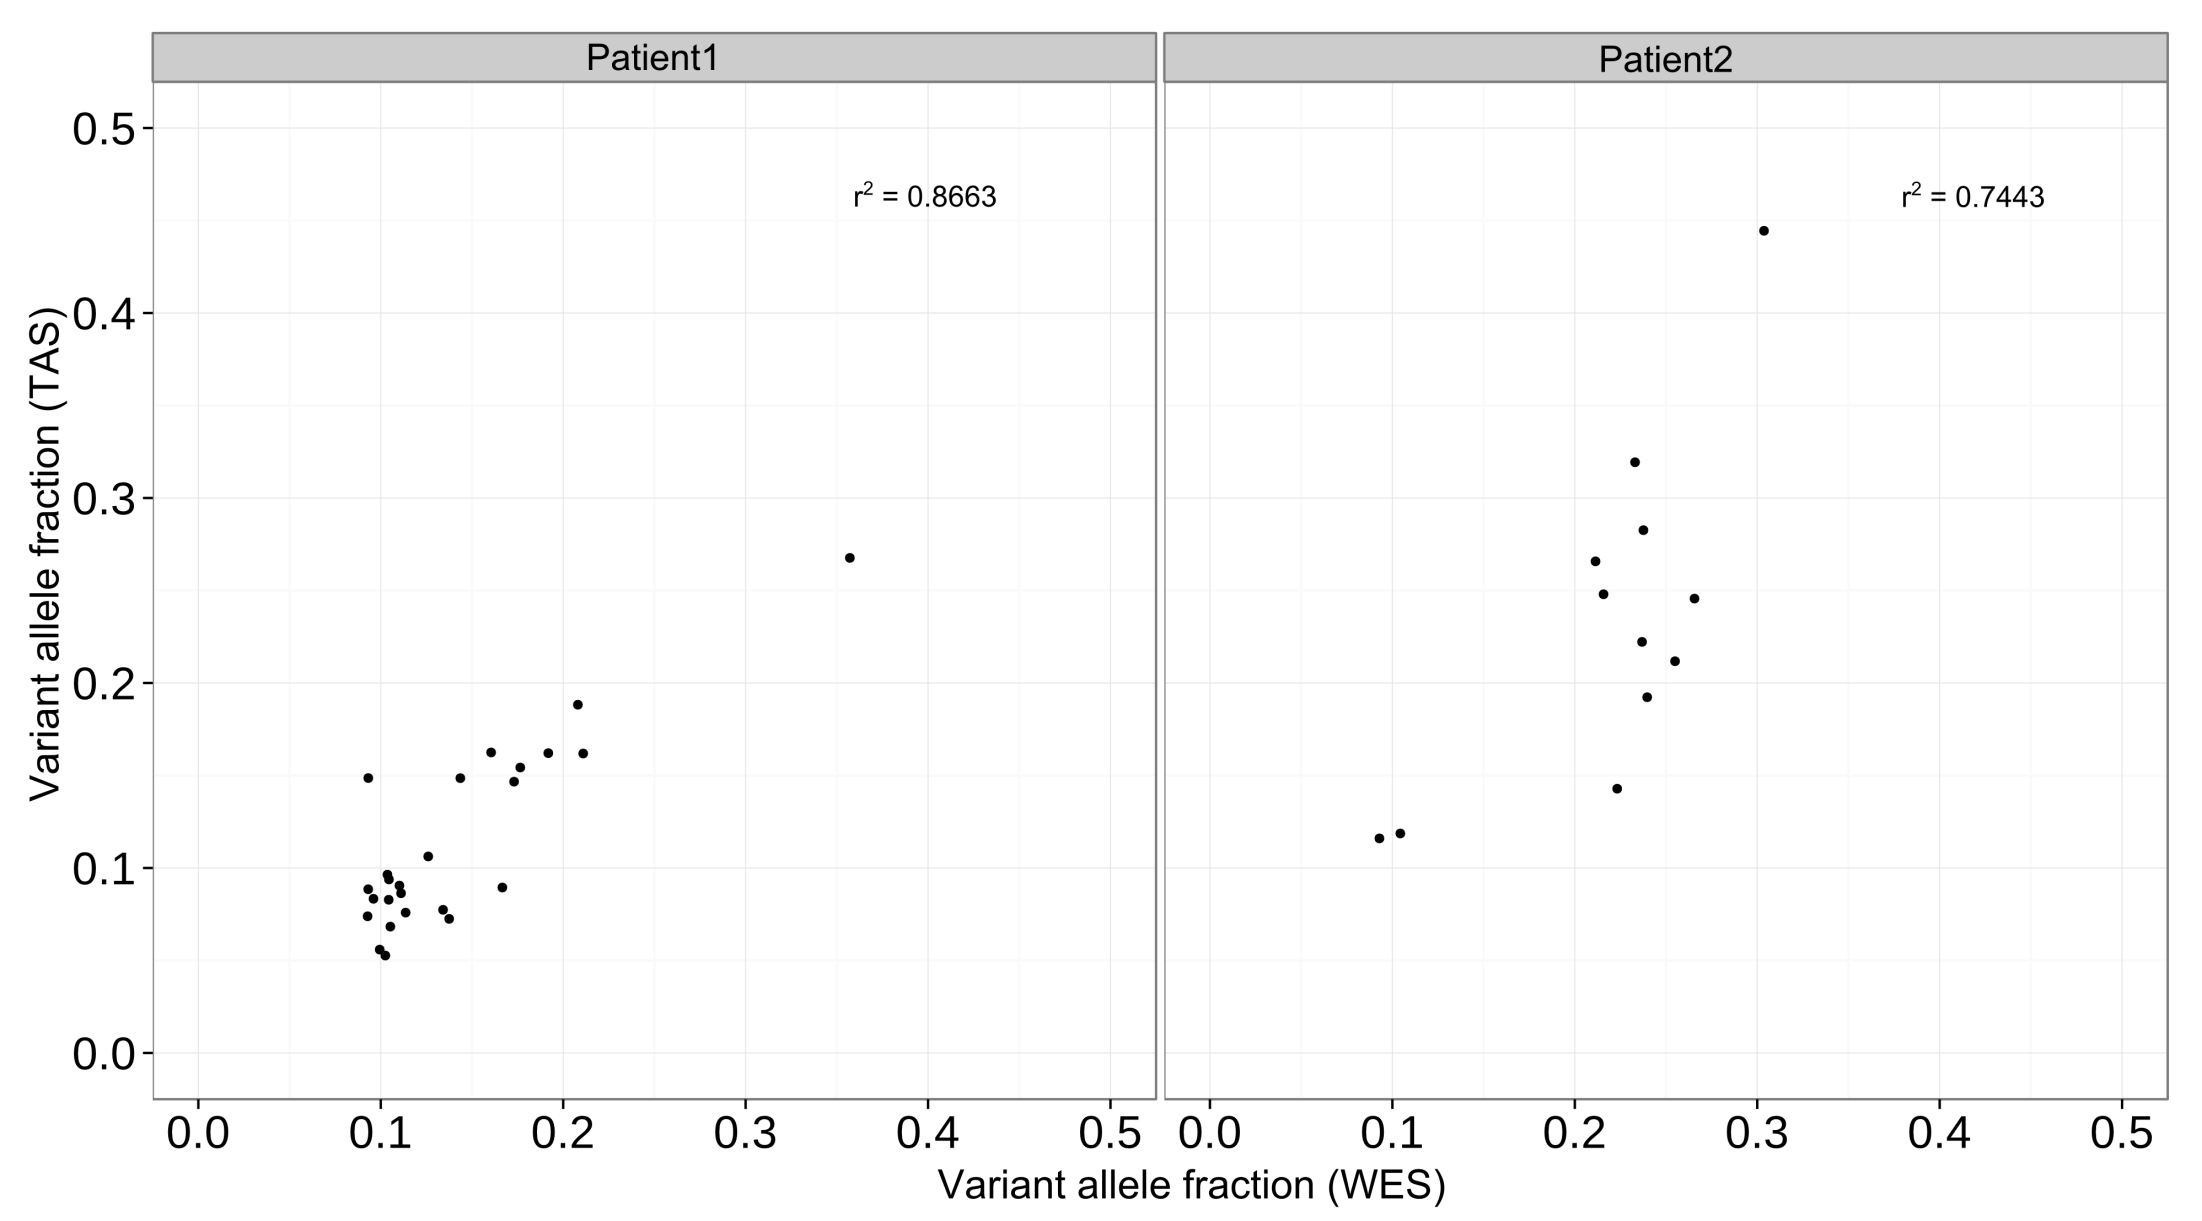 Patient1
Patient2
r² = 0.8663
r² = 0.7443
Variant allele fraction (TAS)
0.5
0.4
0.3
0.2
0.1
0.0
0.0 0.1 0.2 0.3 0.4 0.5
0.0 0.1 0.2 0.3 0.4 0.5
Variant allele fraction (WES)